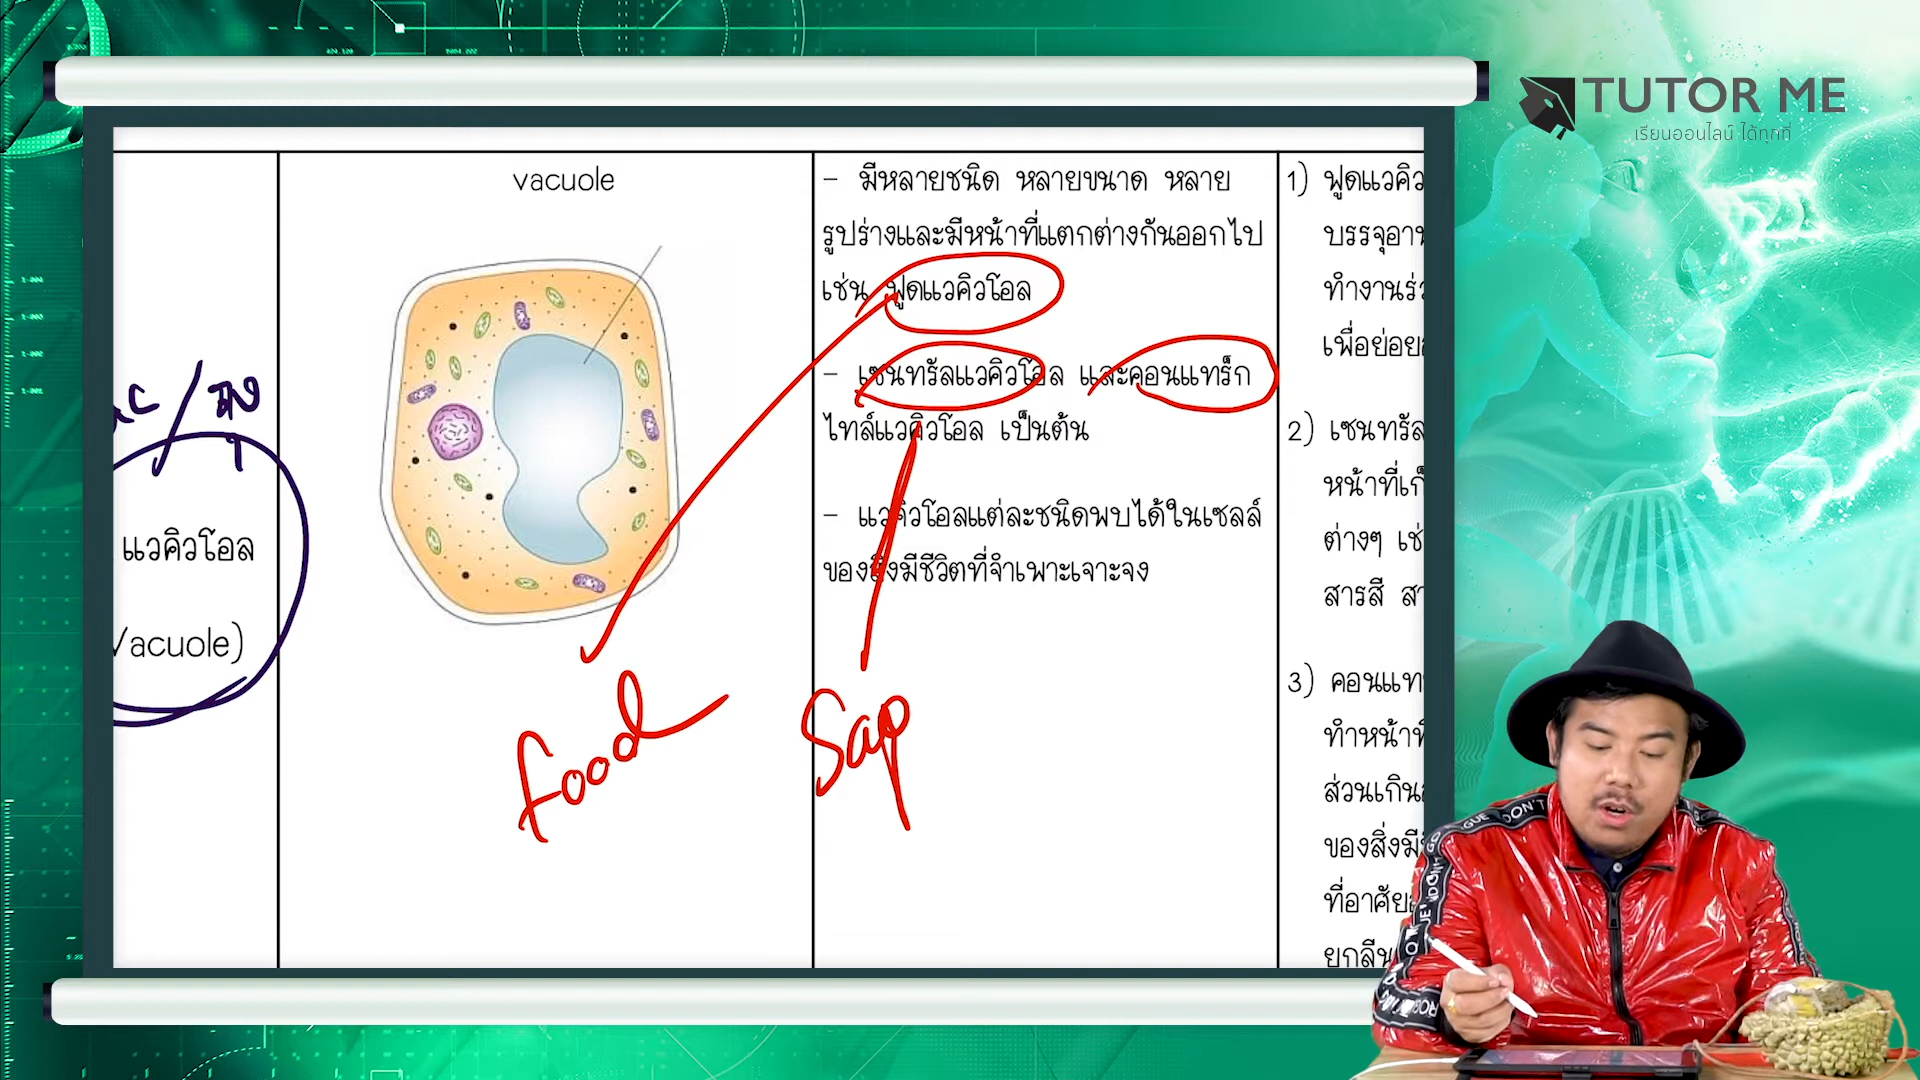 TUTOR ME
เรียนออนไลน์ ได้ทุกที่
แวคิวโอล
Vacuole)
vacuole
- มีหลายชนิด หลายขนาด หลาย
รูปร่างและมีหน้าที่แตกต่างกันออกไป
เช่น ฟูดแวคิวโอล
- เซนทรัลแวคิวโอล และคอนแทร็ก
ไทล์แวคิวโอล เป็นต้น
- แวคิวโอลแต่ละชนิดพบได้ในเซลล์
ของสิ่งมีชีวิตที่จำเพาะเจาะจง
food
Sap
1) ฟูดแวคิว
บรรจุอา
ทำงานร่ว
เพื่อย่อย
2) เซนทรัล
หน้าที่เก็
ต่างๆ เช่
สารสี สา
3) คอนแท
ทำหน้าที่
ส่วนเกิน
ของสิ่งมี
ที่อาศัย
ยกลีน